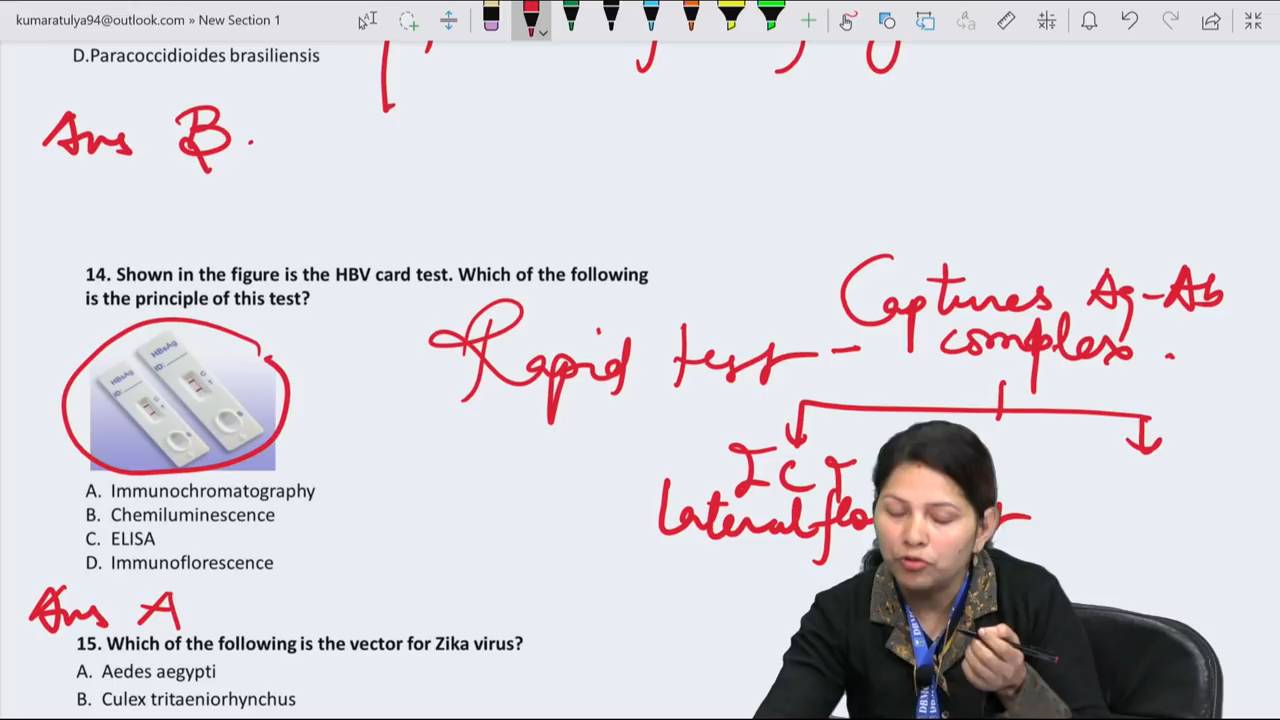 kumaratulya94@outlook.com » New Section 1
D.Paracoccidioides brasiliensis
Ans B.
14. Shown in the figure is the HBV card test. Which of the following
is the principle of this test?
Rapid test - Captures Ag-Ab
complex.
HBsAg
ID:
C
T
HBsAg
ID:
C
T
ICT
Lateral flo
A. Immunochromatography
B. Chemiluminescence
C. ELISA
D. Immunoflorescence
Ans A
15. Which of the following is the vector for Zika virus?
A. Aedes aegypti
B. Culex tritaeniorhynchus